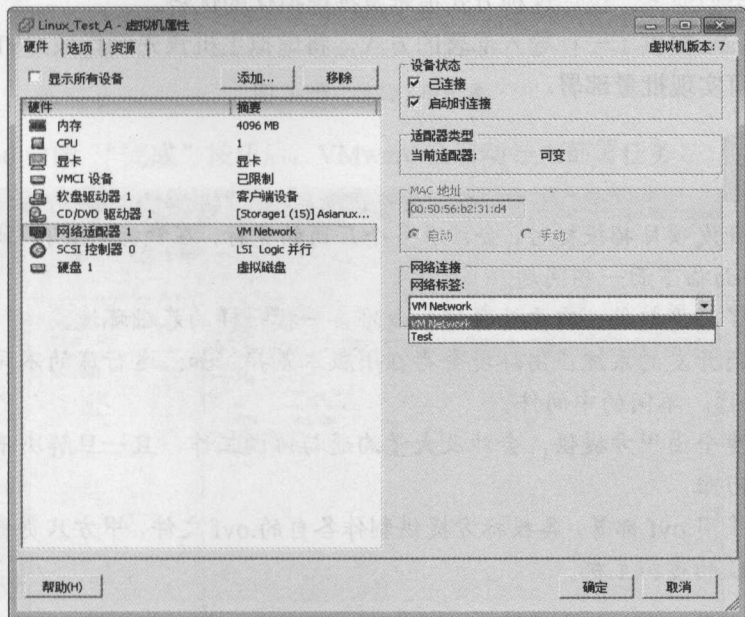 Linux_Test_A - 虚拟机属性
硬件 选项 资源
虚拟机版本: 7
显示所有设备 添加... 移除
硬件 摘要
内存 4096 MB
CPU 1
显卡 显卡
VMCI 设备 已限制
软盘驱动器 1 客户端设备
CD/DVD 驱动器 1 [Storage1 (15)] Asianux...
网络适配器 1 VM Network
SCSI 控制器 0 LSI Logic 并行
硬盘 1 虚拟磁盘
设备状态
已连接
启动时连接
适配器类型
当前适配器: 可变
MAC 地址
00:50:56:b2:31:d4
自动 手动
网络连接
网络标签:
VM Network
VM Network
Test
帮助(H) 确定 取消